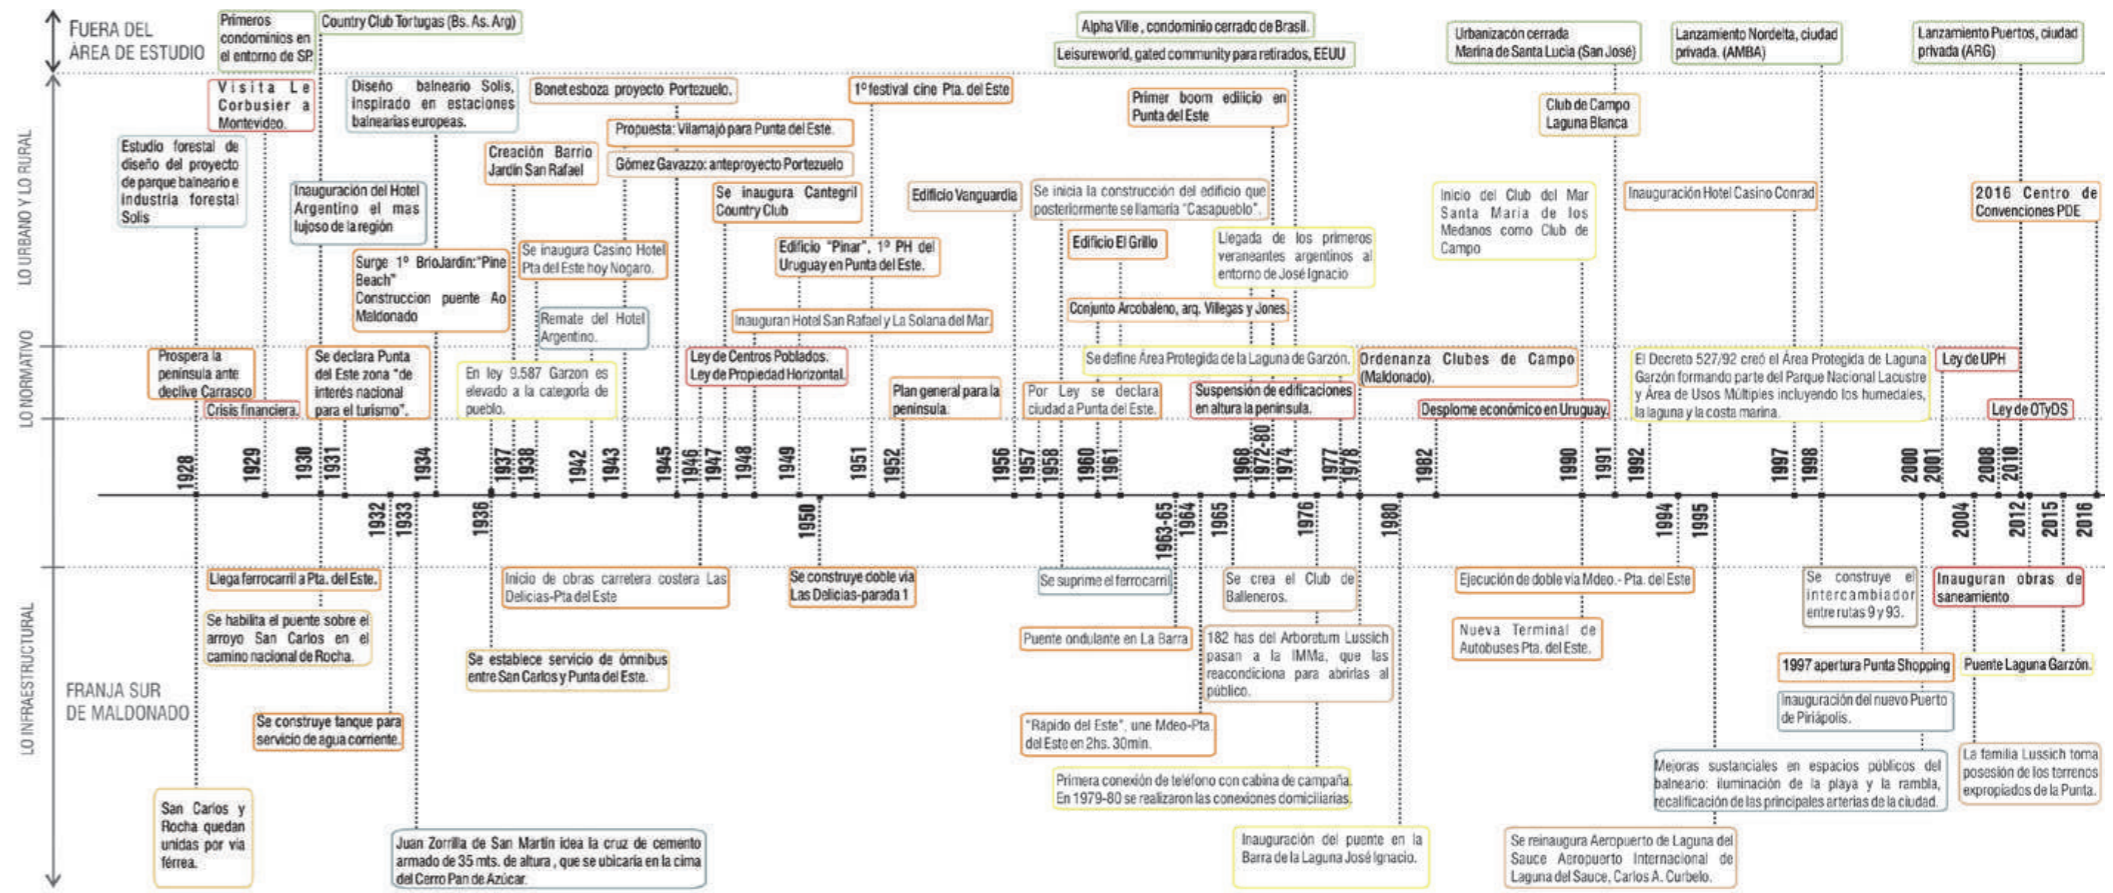 FUERA DEL
ÁREA DE ESTUDIO
Primeros
condominios en
el entorno de SP.
Country Club Tortugas (Bs. As. Arg)
Alpha Ville , condominio cerrado de Brasil.
Leisureworld, gated community para retirados, EEUU
Urbanizacón cerrada
Marina de Santa Lucia (San José)
Lanzamiento Nordelta, ciudad
privada. (AMBA)
Lanzamiento Puertos, ciudad
privada (ARG)
LO URBANO Y LO RURAL
Visita Le
Corbusier a
Montevideo.
Estudio forestal de
diseño del proyecto
de parque balneario e
industria forestal
Solis
Inauguración del Hotel
Argentino el mas
lujoso de la región
Diseño balneario Solís,
inspirado en estaciones
balnearias europeas.
Surge 1º BrioJardin:"Pine
Beach"
Construccion puente Ao
Maldonado
Creación Barrio
Jardín San Rafael
Bonet esboza proyecto Portezuelo.
Propuesta: Vilamajó para Punta del Este.
Gómez Gavazzo: anteproyecto Portezuelo
Se inaugura Casino Hotel
Pta del Este hoy Nogaro.
Remate del Hotel
Argentino.
Se inaugura Cantegril
Country Club
Edificio "Pinar", 1º PH del
Uruguay en Punta del Este.
Inauguran Hotel San Rafael y La Solana del Mar.
1º festival cine Pta. del Este
Edificio Vanguardia
Se inicia la construcción del edificio que
posteriormente se llamaría "Casapueblo".
Edificio El Grillo
Conjunto Arcobaleno, arq. Villegas y Jones.
Primer boom edilicio en
Punta del Este
Llegada de los primeros
veraneantes argentinos al
entorno de José Ignacio
Club de Campo
Laguna Blanca
Inicio del Club del Mar
Santa Maria de los
Medanos como Club de
Campo
Inauguración Hotel Casino Conrad
2016 Centro de
Convenciones PDE
LO NORMATIVO
Prospera la
peninsula ante
declive Carrasco
Crisis financiera.
Se declara Punta
del Este zona "de
interés nacional
para el turismo".
En ley 9.587 Garzon es
elevado a la categoría de
pueblo.
Ley de Centros Poblados.
Ley de Propiedad Horizontal.
Plan general para la
península.
Por Ley se declara
ciudad a Punta del Este.
Se define Área Protegida de la Laguna de Garzón.
Suspensión de edificaciones
en altura la peninsula.
Ordenanza Clubes de Campo
(Maldonado).
Desplome económico en Uruguay.
El Decreto 527/92 creó el Área Protegida de Laguna
Garzón formando parte del Parque Nacional Lacustre
y Área de Usos Múltiples incluyendo los humedales,
la laguna y la costa marina.
Ley de UPH
Ley de OTyDS
1928
1929
1930
1931
1934
1937
1938
1942
1943
1945
1946
1947
1948
1949
1951
1952
1956
1957
1958
1960
1961
1968
1972-80
1974
1977
1978
1982
1990
1991
1992
1997
1998
2000
2001
2008
2010
1932
1933
1936
1950
1963-65
1964
1965
1976
1980
1994
1995
2004
2012
2015
2016
LO INFRAESTRUCTURAL
FRANJA SUR
DE MALDONADO
San Carlos y
Rocha quedan
unidas por via
férrea.
Llega ferrocarril a Pta. del Este.
Se habilita el puente sobre el
arroyo San Carlos en el
camino nacional de Rocha.
Se construye tanque para
servicio de agua corriente.
Juan Zorrilla de San Martín idea la cruz de cemento
armado de 35 mts. de altura , que se ubicaría en la cima
del Cerro Pan de Azúcar.
Inicio de obras carretera costera Las
Delicias-Pta del Este
Se establece servicio de ómnibus
entre San Carlos y Punta del Este.
Se construye doble via
Las Delicias-parada 1
Se suprime el ferrocarril
Puente ondulante en La Barra
"Rápido del Este", une Mdeo-Pta.
del Este en 2hs. 30min.
Se crea el Club de
Balleneros.
182 has del Arboretum Lussich
pasan a la IMMa, que las
reacondiciona para abrirlas al
público.
Primera conexión de teléfono con cabina de campaña.
En 1979-80 se realizaron las conexiones domiciliarias.
Inauguración del puente en la
Barra de la Laguna José Ignacio.
Ejecución de doble vía Mdeo.- Pta. del Este
Nueva Terminal de
Autobuses Pta. del Este.
Se reinaugura Aeropuerto de Laguna del
Sauce Aeropuerto Internacional de
Laguna del Sauce, Carlos A. Curbelo.
Se construye el
intercambiador
entre rutas 9 y 93.
1997 apertura Punta Shopping
Inauguración del nuevo Puerto
de Piriápolis.
Mejoras sustanciales en espacios públicos del
balneario: iluminación de la playa y la rambla,
recalificación de las principales arterias de la ciudad.
Inauguran obras de
saneamiento
Puente Laguna Garzón.
La familia Lussich toma
posesión de los terrenos
expropiados de la Punta.